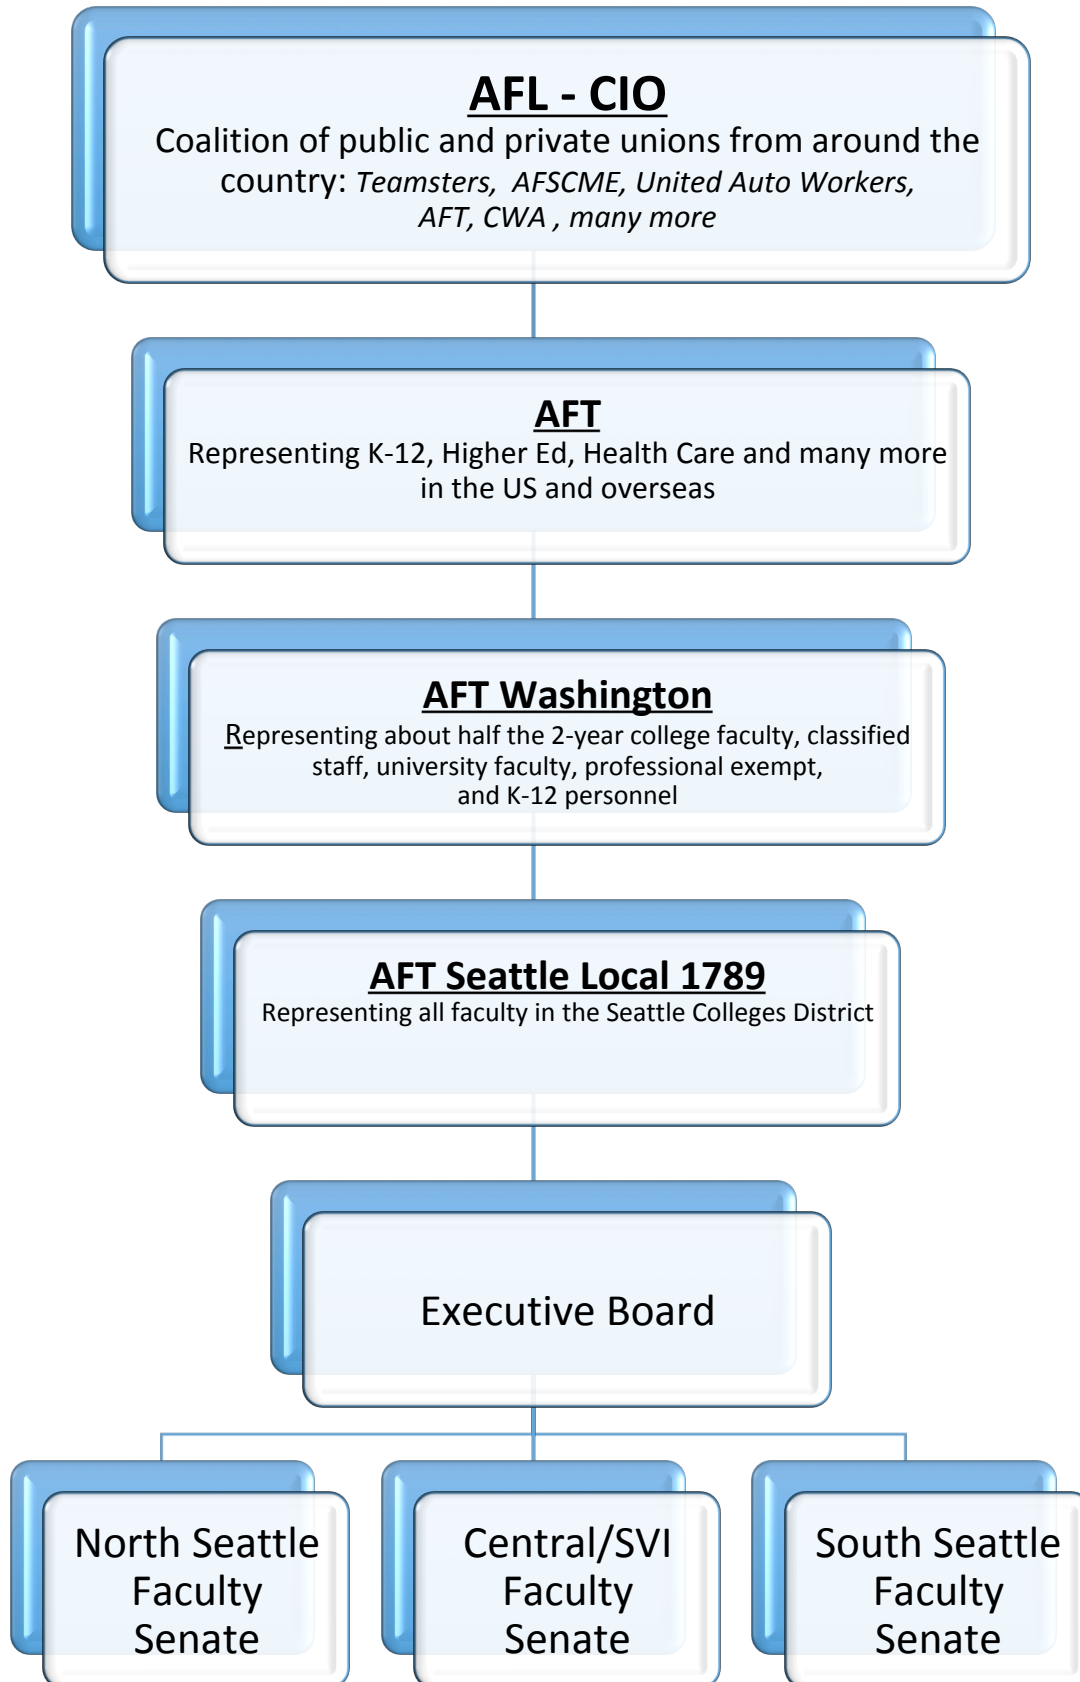 AFL - CIO
Coalition of public and private unions from around the
country: Teamsters, AFSCME, United Auto Workers,
AFT, CWA , many more
AFT
Representing K-12, Higher Ed, Health Care and many more
in the US and overseas
AFT Washington
Representing about half the 2-year college faculty, classified
staff, university faculty, professional exempt,
and K-12 personnel
AFT Seattle Local 1789
Representing all faculty in the Seattle Colleges District
Executive Board
North Seattle
Faculty
Senate
Central/SVI
Faculty
Senate
South Seattle
Faculty
Senate